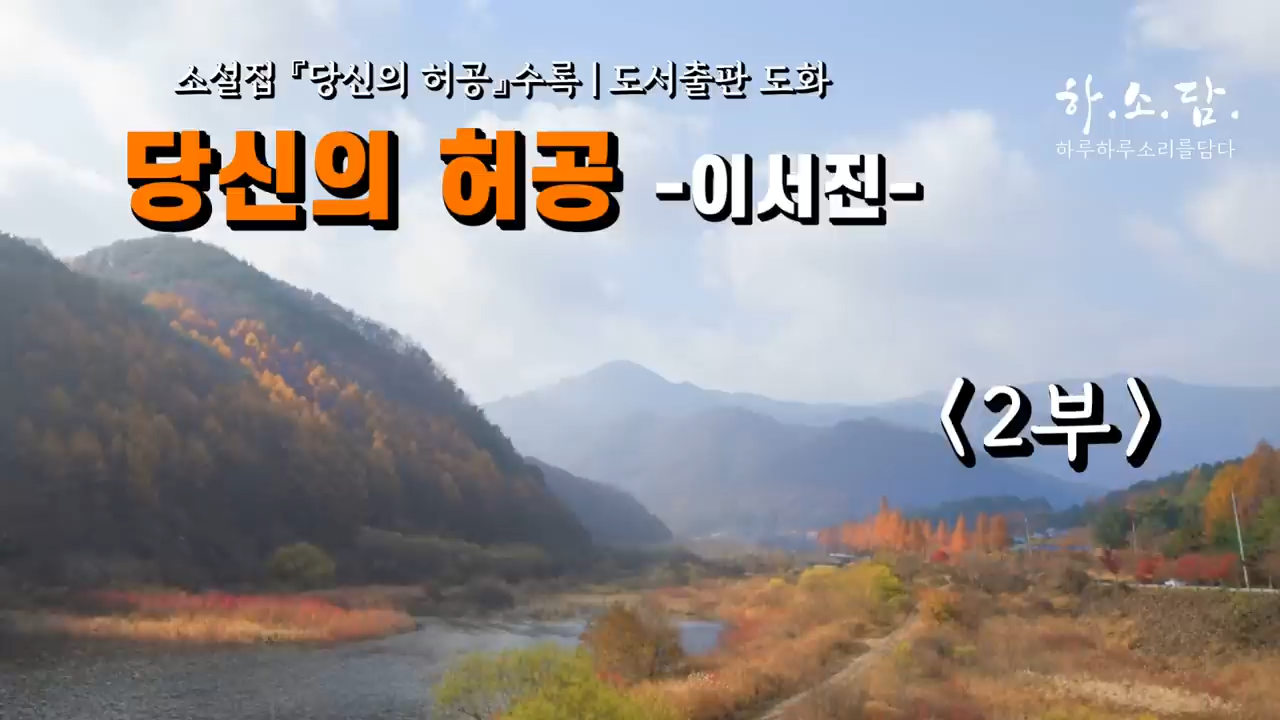 소설집 『당신의 허공』수록 | 도서출판 도화
하.소.담.
하루하루소리를담다
당신의 허공 -이세진-
<2부>